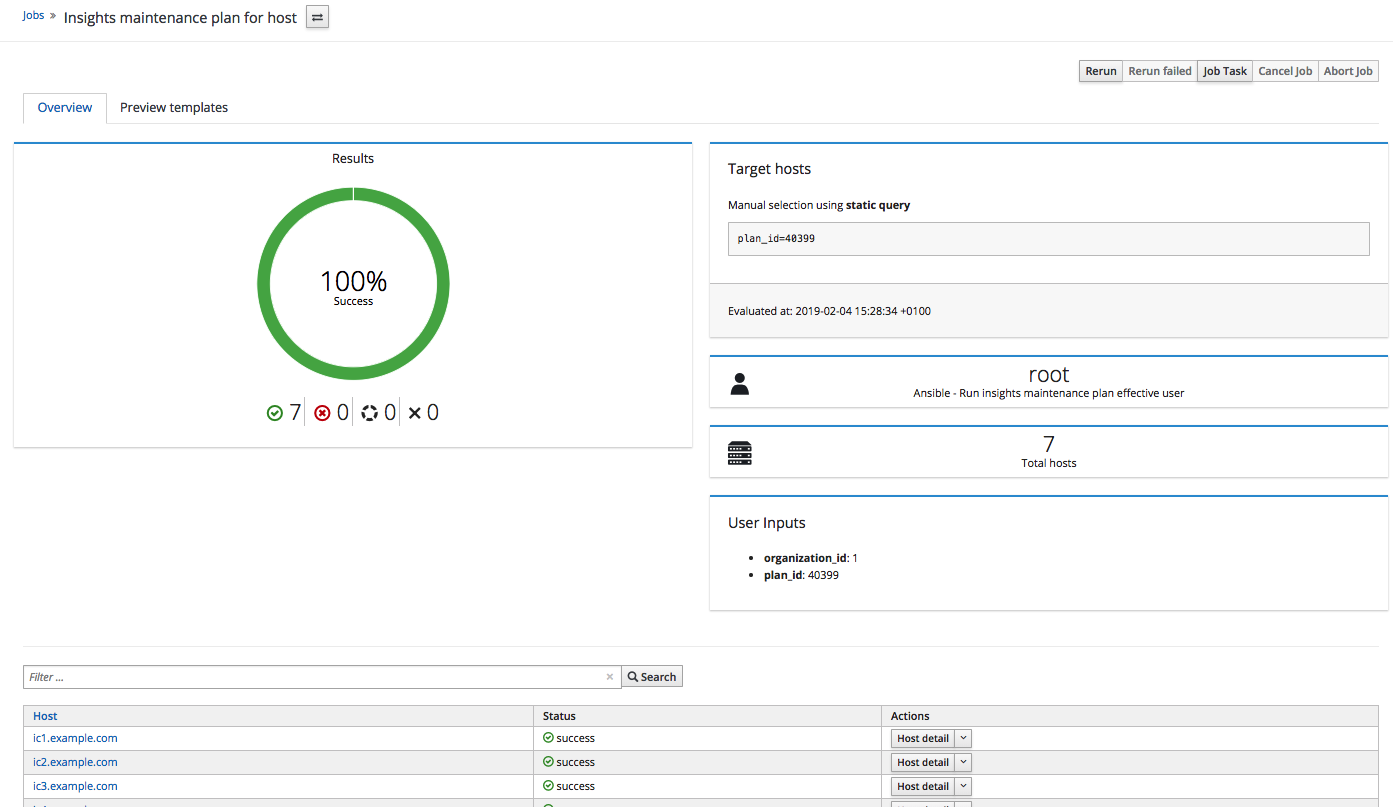 Jobs » Insights maintenance plan for host
Rerun Rerun failed Job Task Cancel Job Abort Job
Overview Preview templates
Results
100%
Success
7 0 0 0
Target hosts
Manual selection using static query
plan_id=40399
Evaluated at: 2019-02-04 15:28:34 +0100
root
Ansible - Run insights maintenance plan effective user
7
Total hosts
User Inputs
• organization_id: 1
• plan_id: 40399
Filter ... × Search
Host Status Actions
ic1.example.com success Host detail
ic2.example.com success Host detail
ic3.example.com success Host detail